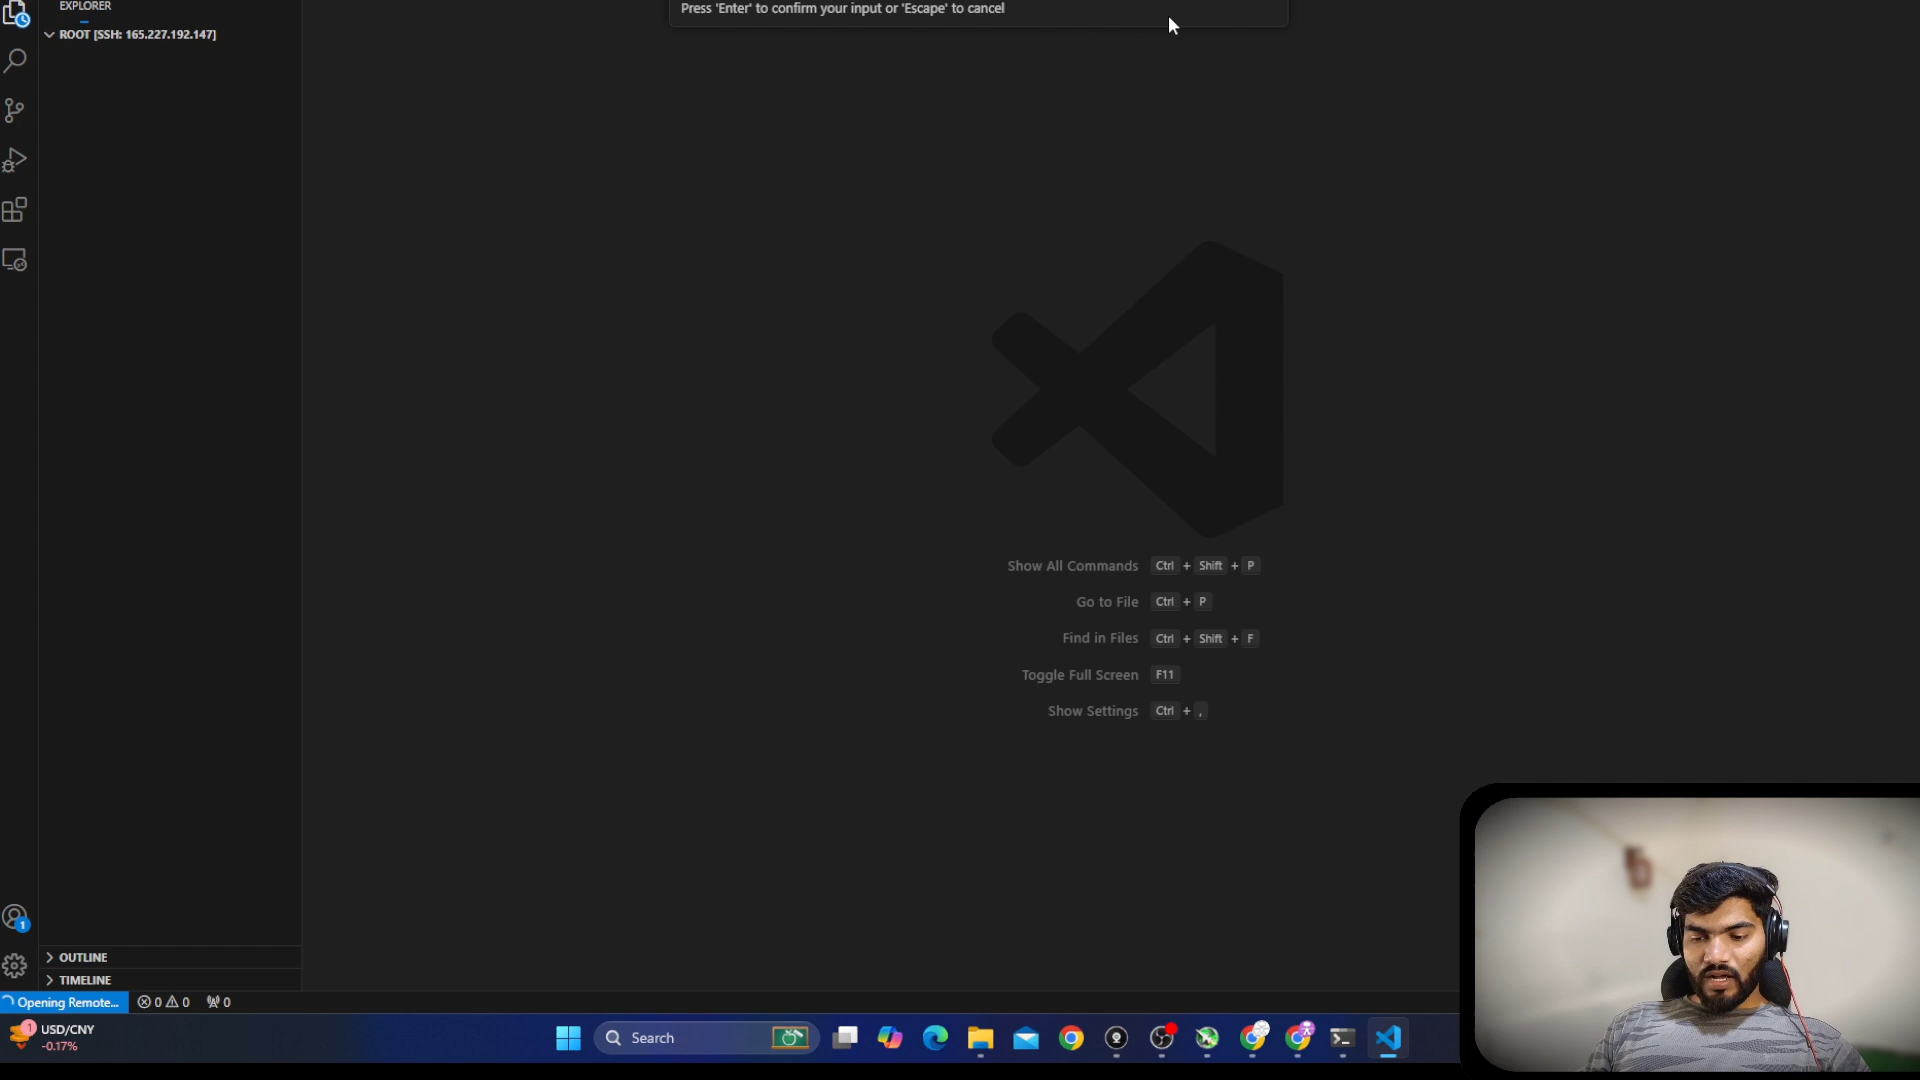 EXPLORER
Press 'Enter' to confirm your input or 'Escape' to cancel
ROOT [SSH: 165.227.192.147]
Show All Commands Ctrl + Shift + P
Go to File Ctrl + P
Find in Files Ctrl + Shift + F
Toggle Full Screen F11
Show Settings Ctrl + ,
1
OUTLINE
TIMELINE
Opening Remote... 0 0 0
1 USD/CNY
-0.17%
Search